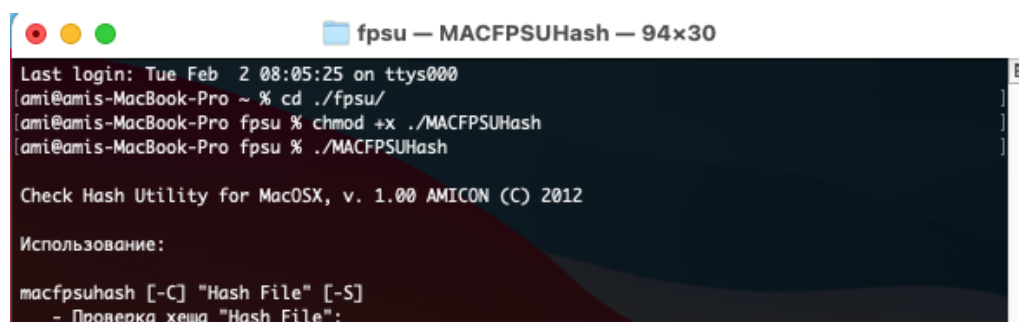 fpsu — MACFPSUHash — 94×30
Last login: Tue Feb  2 08:05:25 on ttys000
[ami@amis-MacBook-Pro ~ % cd ./fpsu/ ]
[ami@amis-MacBook-Pro fpsu % chmod +x ./MACFPSUHash ]
[ami@amis-MacBook-Pro fpsu % ./MACFPSUHash ]
Check Hash Utility for MacOSX, v. 1.00 AMICON (C) 2012
Использование:
macfpsuhash [-C] "Hash File" [-S]
- Проверка хеша "Hash File":